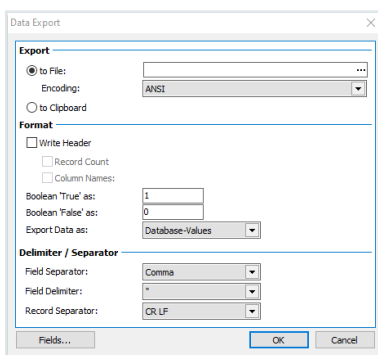 Data Export
Export
to File: ...
Encoding: ANSI
to Clipboard
Format
Write Header
Record Count
Column Names:
Boolean 'True' as: 1
Boolean 'False' as: 0
Export Data as: Database-Values
Delimiter / Separator
Field Separator: Comma
Field Delimiter: "
Record Separator: CR LF
Fields... OK Cancel